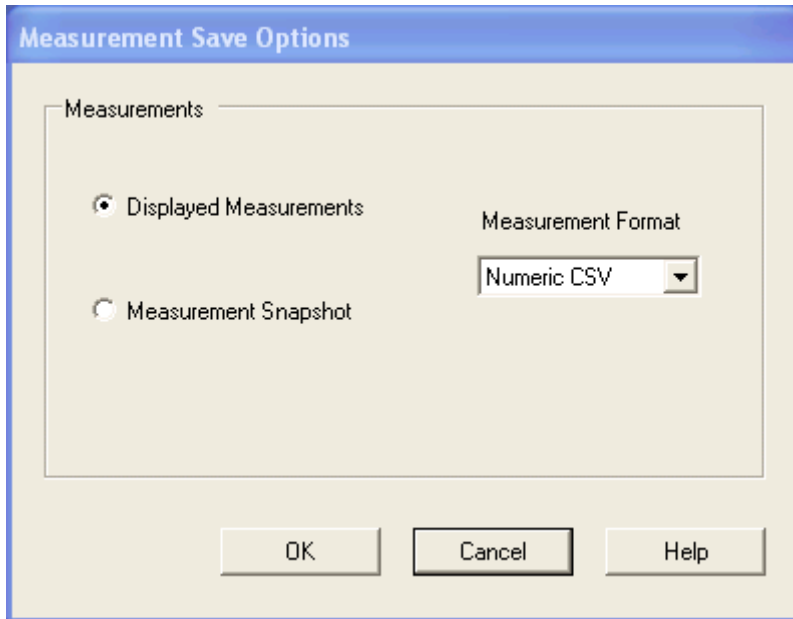 Measurement Save Options
Measurements
Displayed Measurements
Measurement Format
Numeric CSV
Measurement Snapshot
OK
Cancel
Help